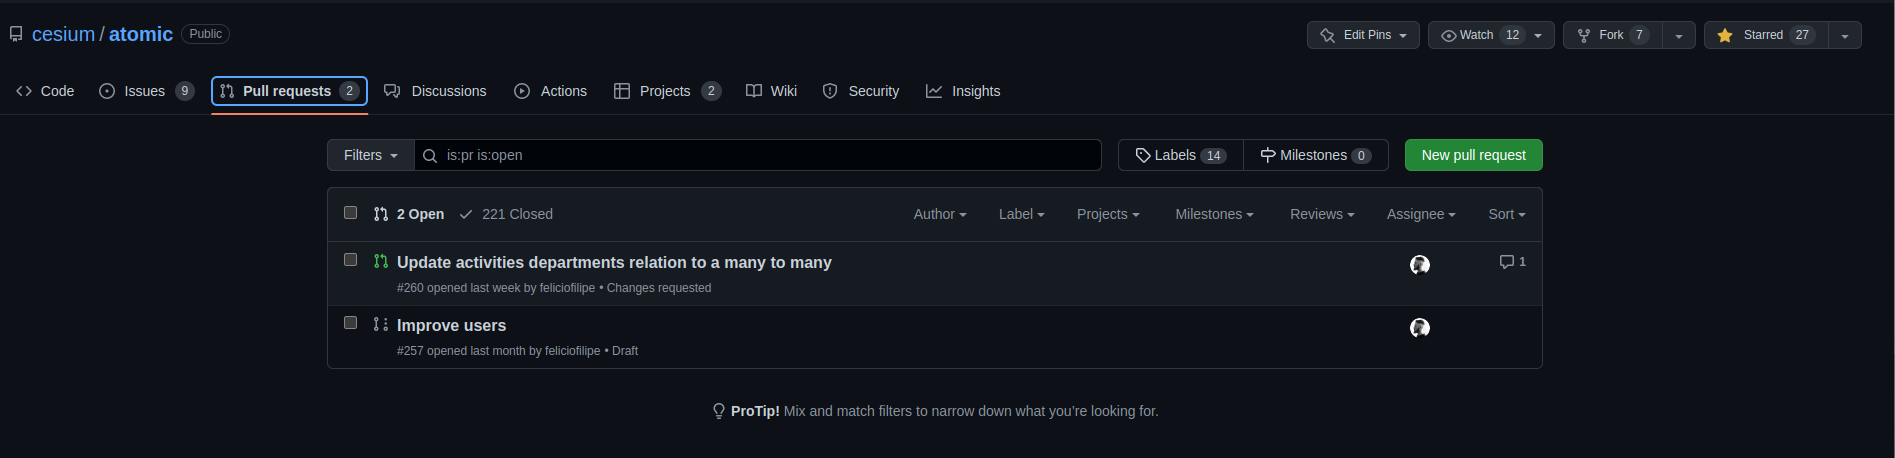 cesium / atomic Public Edit Pins Watch 12 Fork 7 Starred 27
Code Issues 9 Pull requests 2 Discussions Actions Projects 2 Wiki Security Insights
Filters is:pr is:open Labels 14 Milestones 0 New pull request
2 Open 221 Closed Author Label Projects Milestones Reviews Assignee Sort
Update activities departments relation to a many to many 1
#260 opened last week by feliciofilipe • Changes requested
Improve users
#257 opened last month by feliciofilipe • Draft
ProTip! Mix and match filters to narrow down what you’re looking for.